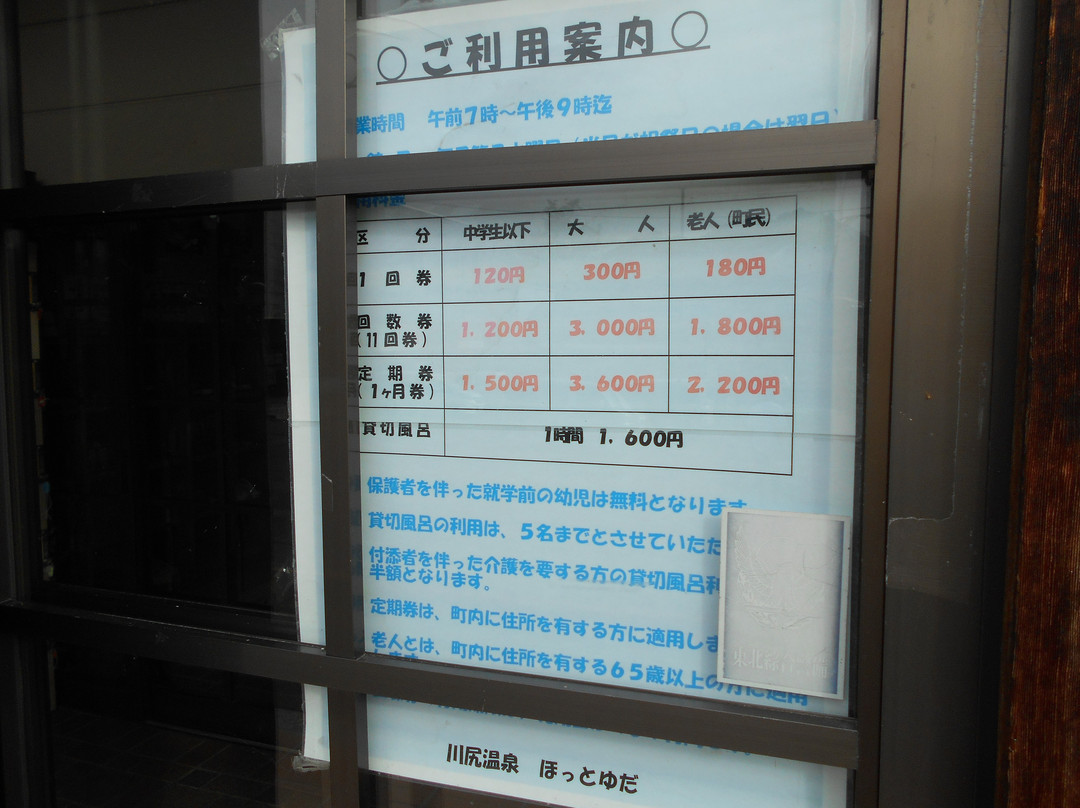 ○ご利用案内○
業時間 午前7時～午後9時迄
用料金
区 分 中学生以下 大 人 老人(町民)
1 回 券 120円 300円 180円
回 数 券 1,200円 3,000円 1,800円
(11回券)
定 期 券 1,500円 3,600円 2,200円
(1ヶ月券)
貸切風呂 1時間 1,600円
保護者を伴った就学前の幼児は無料となります
貸切風呂の利用は、5名までとさせていただ
付添者を伴った介護を要する方の貸切風呂利
半額となります。
定期券は、町内に住所を有する方に適用しま
老人とは、町内に住所を有する65歳以上の方に適用
川尻温泉 ほっとゆだ